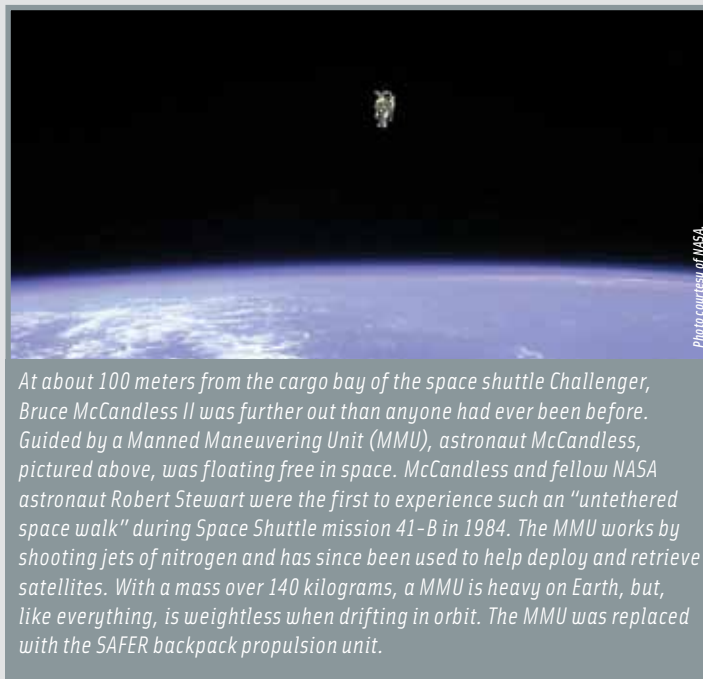 Photo courtesy of NASA.
At about 100 meters from the cargo bay of the space shuttle Challenger,
Bruce McCandless II was further out than anyone had ever been before.
Guided by a Manned Maneuvering Unit (MMU), astronaut McCandless,
pictured above, was floating free in space. McCandless and fellow NASA
astronaut Robert Stewart were the first to experience such an “untethered
space walk” during Space Shuttle mission 41-B in 1984. The MMU works by
shooting jets of nitrogen and has since been used to help deploy and retrieve
satellites. With a mass over 140 kilograms, a MMU is heavy on Earth, but,
like everything, is weightless when drifting in orbit. The MMU was replaced
with the SAFER backpack propulsion unit.